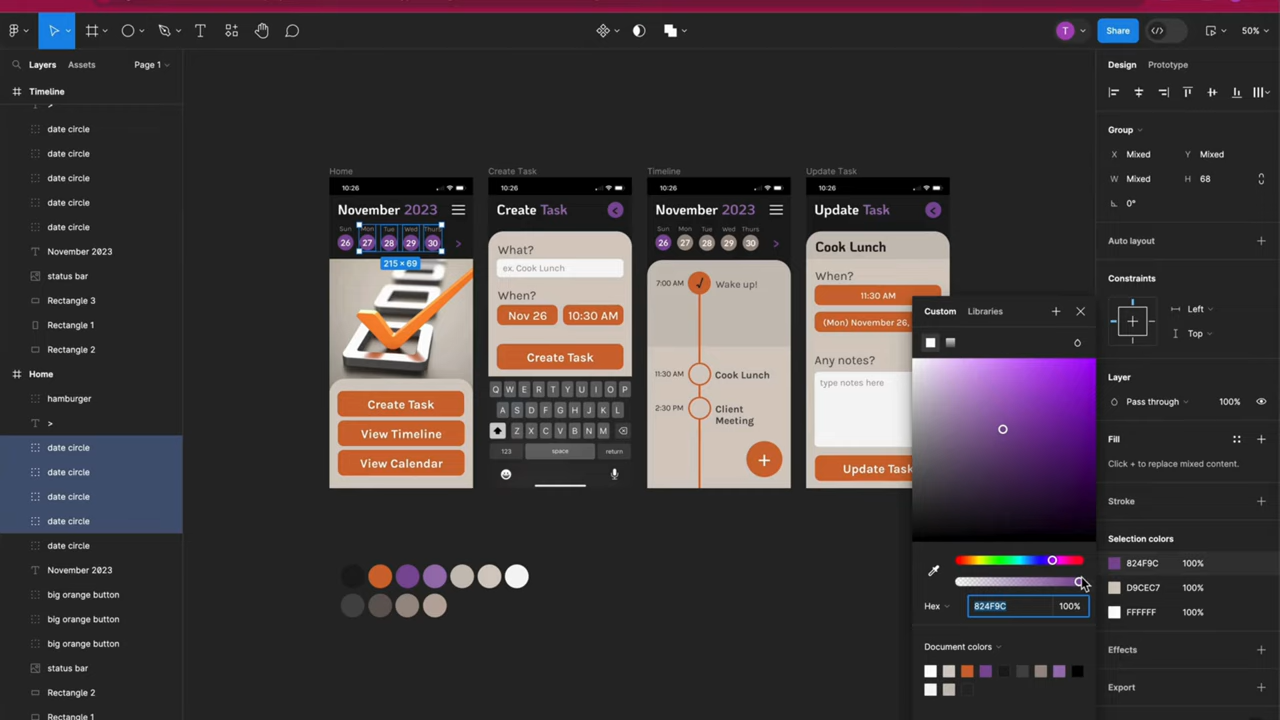 T
Share
50%
Layers
Assets
Page 1
Timeline
>
date circle
date circle
date circle
date circle
date circle
November 2023
status bar
Rectangle 3
Rectangle 1
Rectangle 2
Home
hamburger
>
date circle
date circle
date circle
date circle
date circle
November 2023
big orange button
big orange button
big orange button
status bar
Rectangle 2
Rectangle 1
Home
10:26
November 2023
Sun Mon Tue Wed Thurs
26 27 28 29 30 >
215 × 69
Create Task
View Timeline
View Calendar
Create Task
10:26
Create Task
<
What?
ex. Cook Lunch
When?
Nov 26
10:30 AM
Create Task
Q W E R T Y U I O P
A S D F G H J K L
Z X C V B N M
123 space return
Timeline
10:26
November 2023
Sun Mon Tue Wed Thurs
26 27 28 29 30 >
7:00 AM Wake up!
11:30 AM Cook Lunch
2:30 PM Client
Meeting
+
Update Task
10:26
Update Task
<
Cook Lunch
When?
11:30 AM
(Mon) November 26,
Any notes?
type notes here
Update Task
Custom
Libraries
Hex
824F9C
100%
Document colors
Design
Prototype
Group
X Mixed
Y Mixed
W Mixed
H 68
0°
Auto layout
Constraints
Left
Top
Layer
Pass through
100%
Fill
Click + to replace mixed content.
Stroke
Selection colors
824F9C 100%
D9CEC7 100%
FFFFFF 100%
Effects
Export